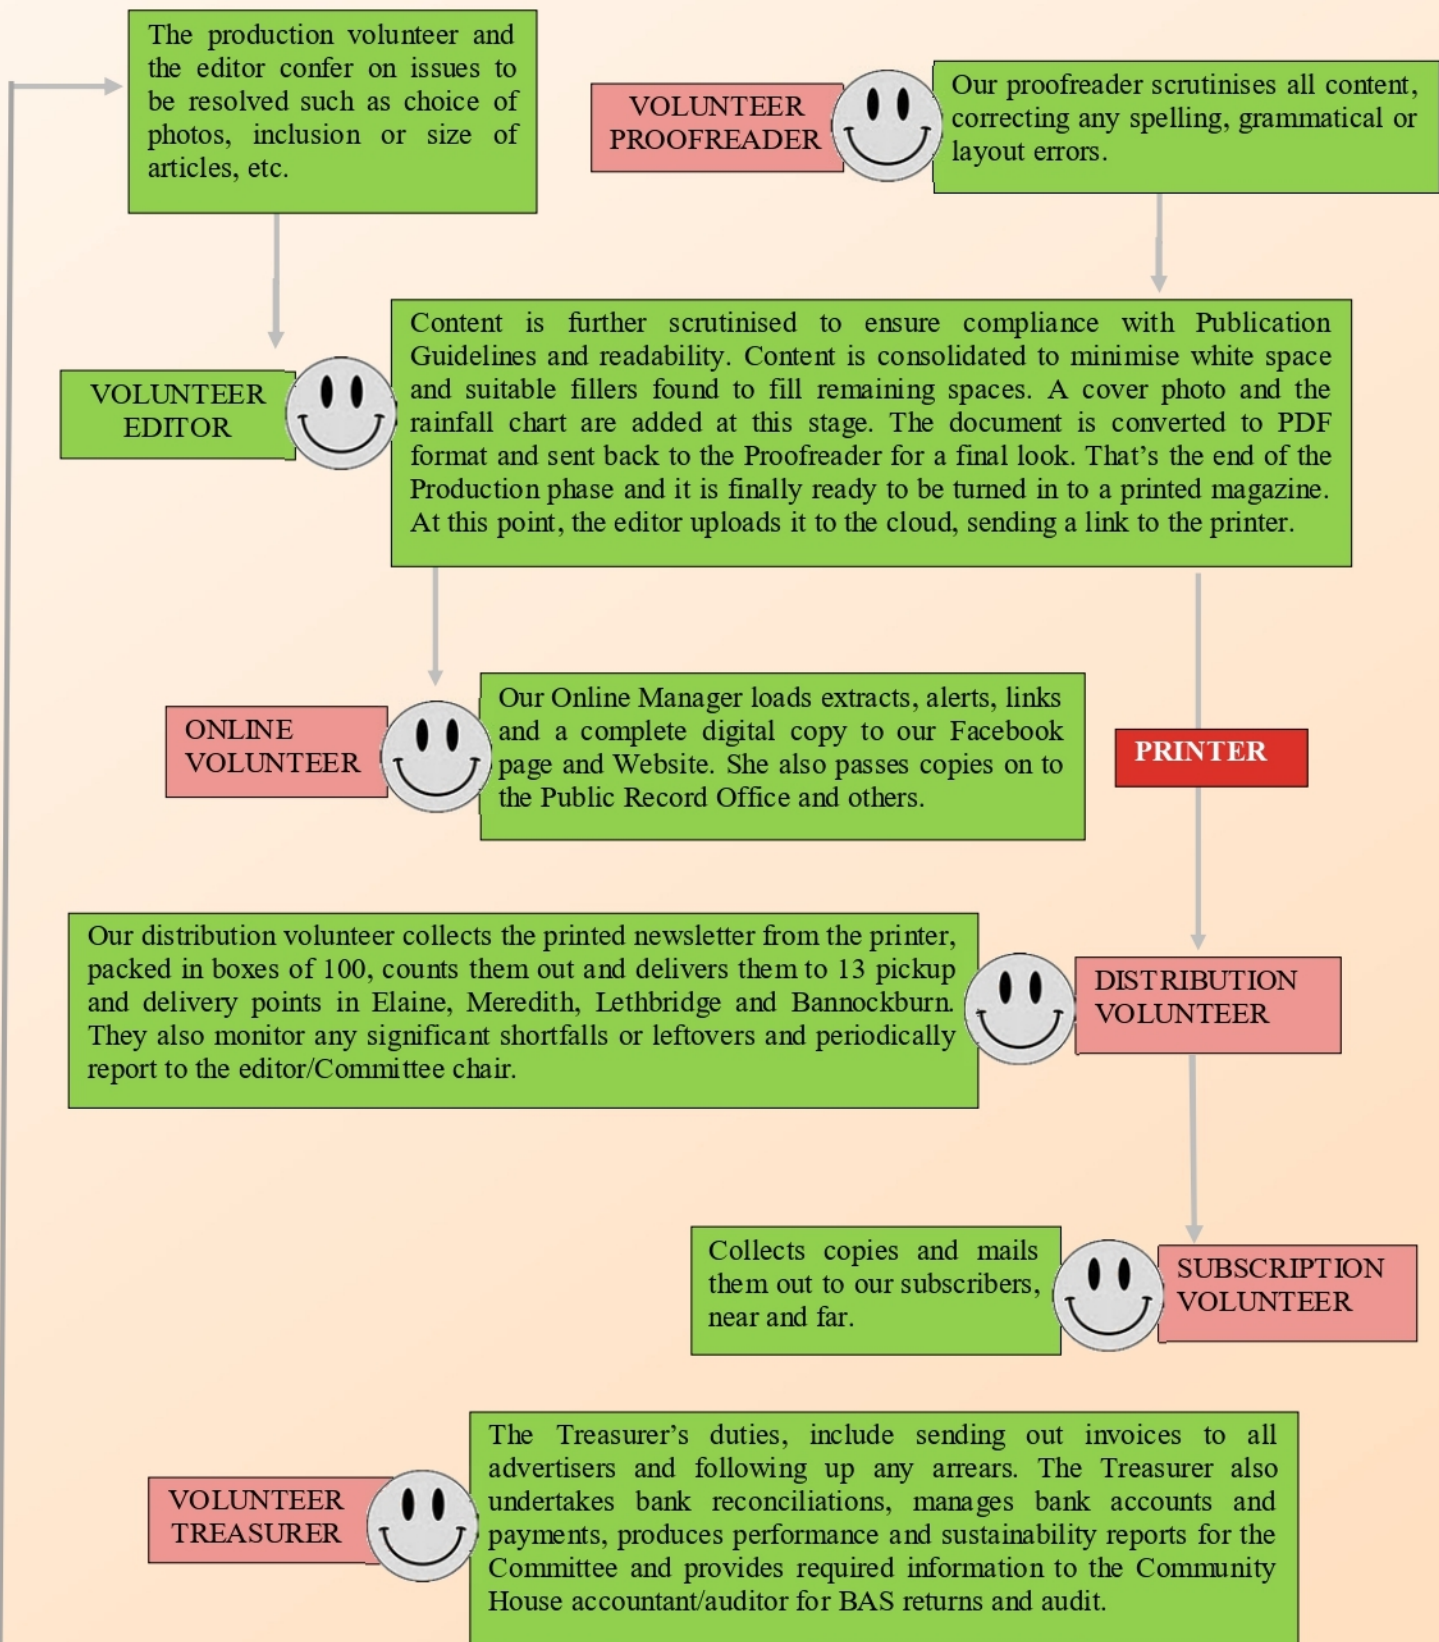 The production volunteer and
the editor confer on issues to
be resolved such as choice of
photos, inclusion or size of
articles, etc.
VOLUNTEER
PROOFREADER
Our proofreader scrutinises all content,
correcting any spelling, grammatical or
layout errors.
VOLUNTEER
EDITOR
Content is further scrutinised to ensure compliance with Publication
Guidelines and readability. Content is consolidated to minimise white space
and suitable fillers found to fill remaining spaces. A cover photo and the
rainfall chart are added at this stage. The document is converted to PDF
format and sent back to the Proofreader for a final look. That’s the end of the
Production phase and it is finally ready to be turned in to a printed magazine.
At this point, the editor uploads it to the cloud, sending a link to the printer.
ONLINE
VOLUNTEER
Our Online Manager loads extracts, alerts, links
and a complete digital copy to our Facebook
page and Website. She also passes copies on to
the Public Record Office and others.
PRINTER
Our distribution volunteer collects the printed newsletter from the printer,
packed in boxes of 100, counts them out and delivers them to 13 pickup
and delivery points in Elaine, Meredith, Lethbridge and Bannockburn.
They also monitor any significant shortfalls or leftovers and periodically
report to the editor/Committee chair.
DISTRIBUTION
VOLUNTEER
Collects copies and mails
them out to our subscribers,
near and far.
SUBSCRIPTION
VOLUNTEER
VOLUNTEER
TREASURER
The Treasurer’s duties, include sending out invoices to all
advertisers and following up any arrears. The Treasurer also
undertakes bank reconciliations, manages bank accounts and
payments, produces performance and sustainability reports for the
Committee and provides required information to the Community
House accountant/auditor for BAS returns and audit.